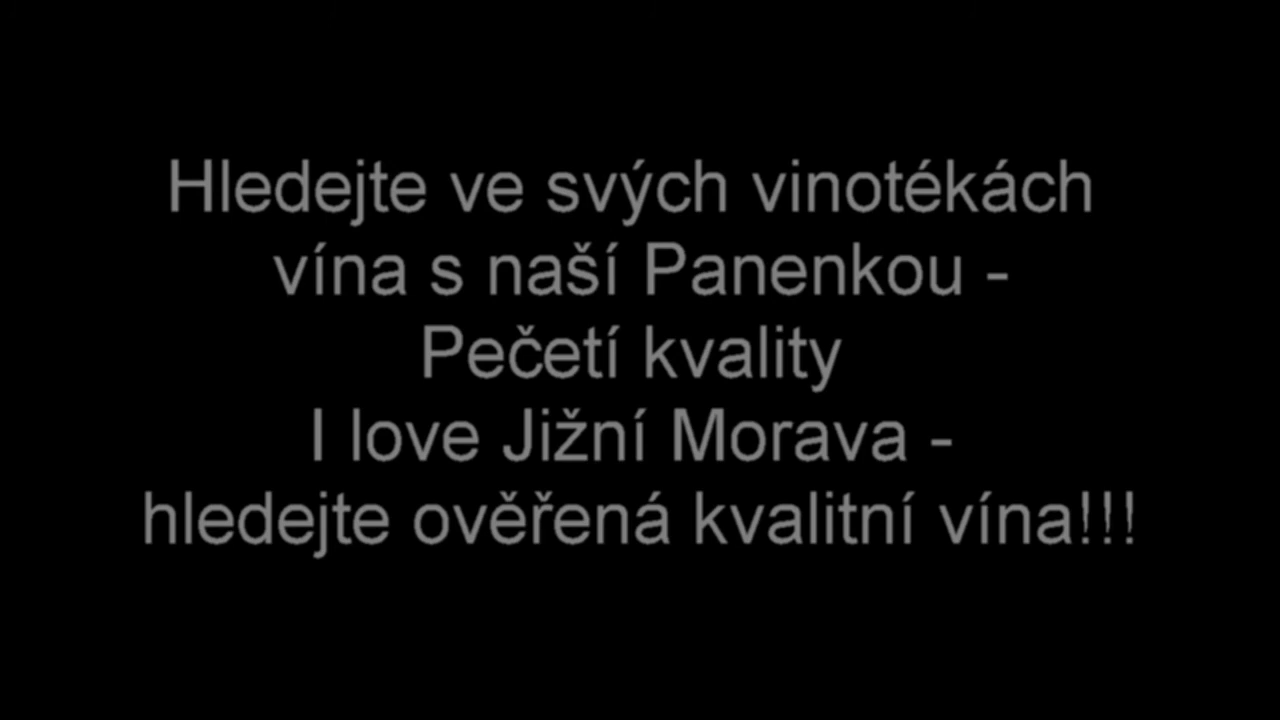 Hledejte ve svých vinotékách
vína s naší Panenkou -
Pečetí kvality
I love Jižní Morava -
hledejte ověřená kvalitní vína!!!